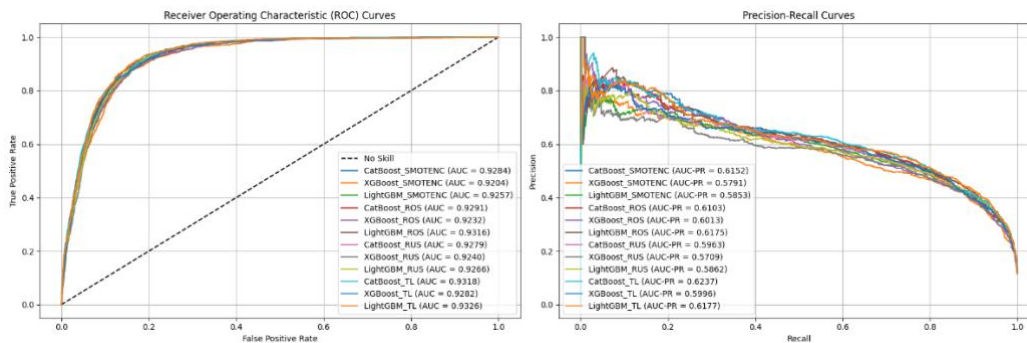 Receiver Operating Characteristic (ROC) Curves
True Positive Rate
1.0
0.8
0.6
0.4
0.2
0.0
No Skill
CatBoost_SMOTENC (AUC = 0.9284)
XGBoost_SMOTENC (AUC = 0.9204)
LightGBM_SMOTENC (AUC = 0.9257)
CatBoost_ROS (AUC = 0.9291)
XGBoost_ROS (AUC = 0.9232)
LightGBM_ROS (AUC = 0.9316)
CatBoost_RUS (AUC = 0.9279)
XGBoost_RUS (AUC = 0.9240)
LightGBM_RUS (AUC = 0.9266)
CatBoost_TL (AUC = 0.9318)
XGBoost_TL (AUC = 0.9282)
LightGBM_TL (AUC = 0.9326)
0.0 0.2 0.4 0.6 0.8 1.0
False Positive Rate
Precision-Recall Curves
Precision
1.0
0.8
0.6
0.4
0.2
0.0
CatBoost_SMOTENC (AUC-PR = 0.6152)
XGBoost_SMOTENC (AUC-PR = 0.5791)
LightGBM_SMOTENC (AUC-PR = 0.5853)
CatBoost_ROS (AUC-PR = 0.6103)
XGBoost_ROS (AUC-PR = 0.6013)
LightGBM_ROS (AUC-PR = 0.6175)
CatBoost_RUS (AUC-PR = 0.5963)
XGBoost_RUS (AUC-PR = 0.5709)
LightGBM_RUS (AUC-PR = 0.5862)
CatBoost_TL (AUC-PR = 0.6237)
XGBoost_TL (AUC-PR = 0.5996)
LightGBM_TL (AUC-PR = 0.6177)
0.0 0.2 0.4 0.6 0.8 1.0
Recall